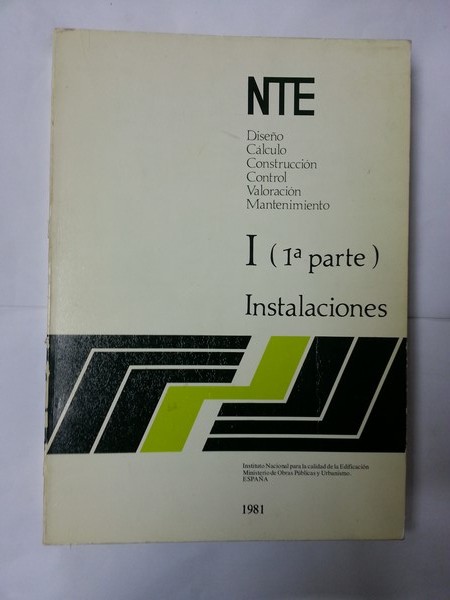 NTE
Diseño
Cálculo
Construcción
Control
Valoración
Mantenimiento
I (1ª parte)
Instalaciones
Instituto Nacional para la calidad de la Edificación
Ministerio de Obras Públicas y Urbanismo.
ESPAÑA
1981